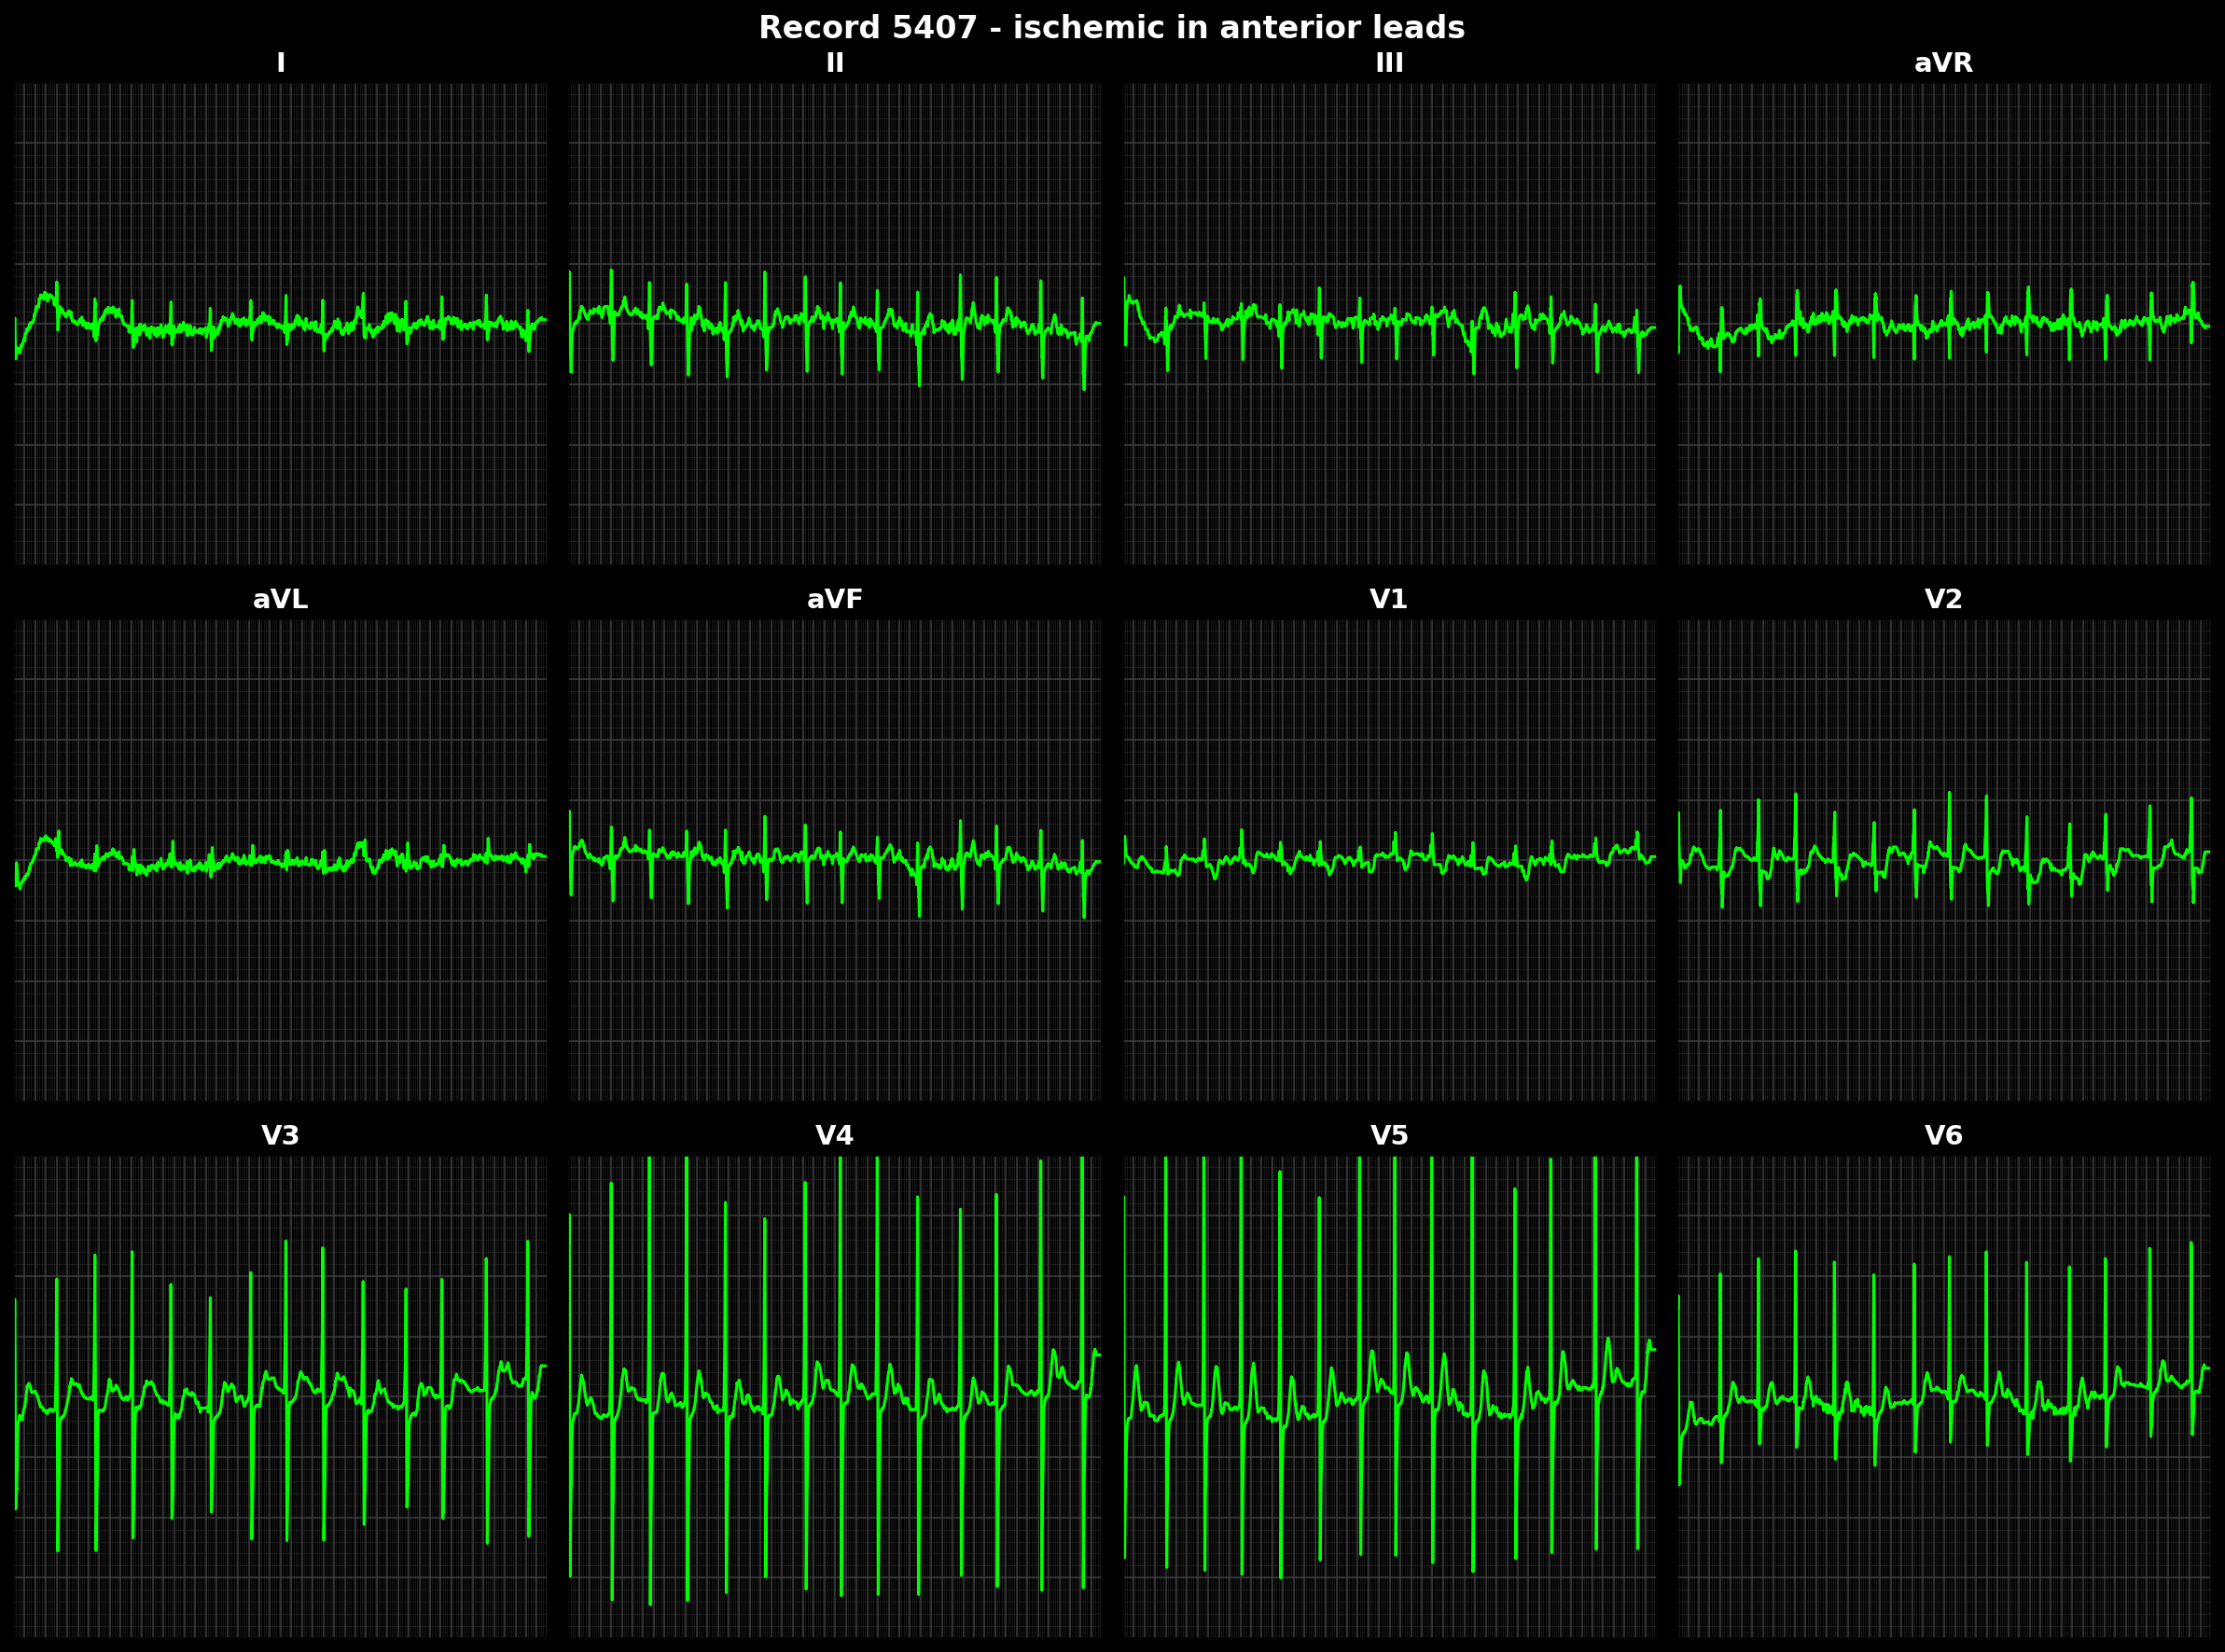 Record 5407 - ischemic in anterior leads
I II III aVR
aVL aVF V1 V2
V3 V4 V5 V6